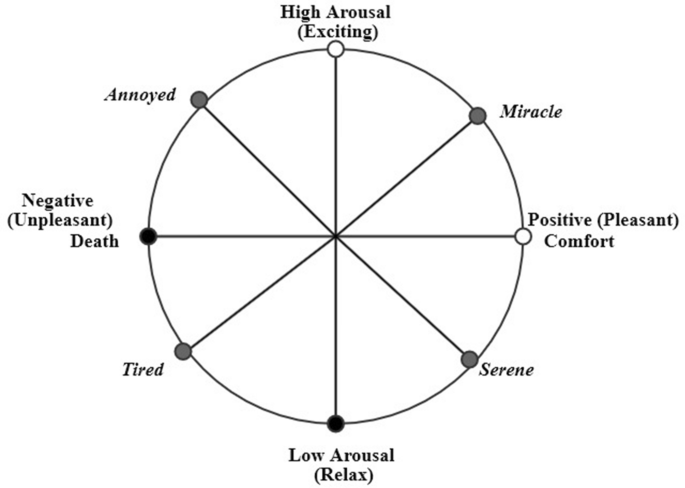 High Arousal
(Exciting)
Annoyed
Miracle
Negative
(Unpleasant)
Death
Positive (Pleasant)
Comfort
Tired
Serene
Low Arousal
(Relax)